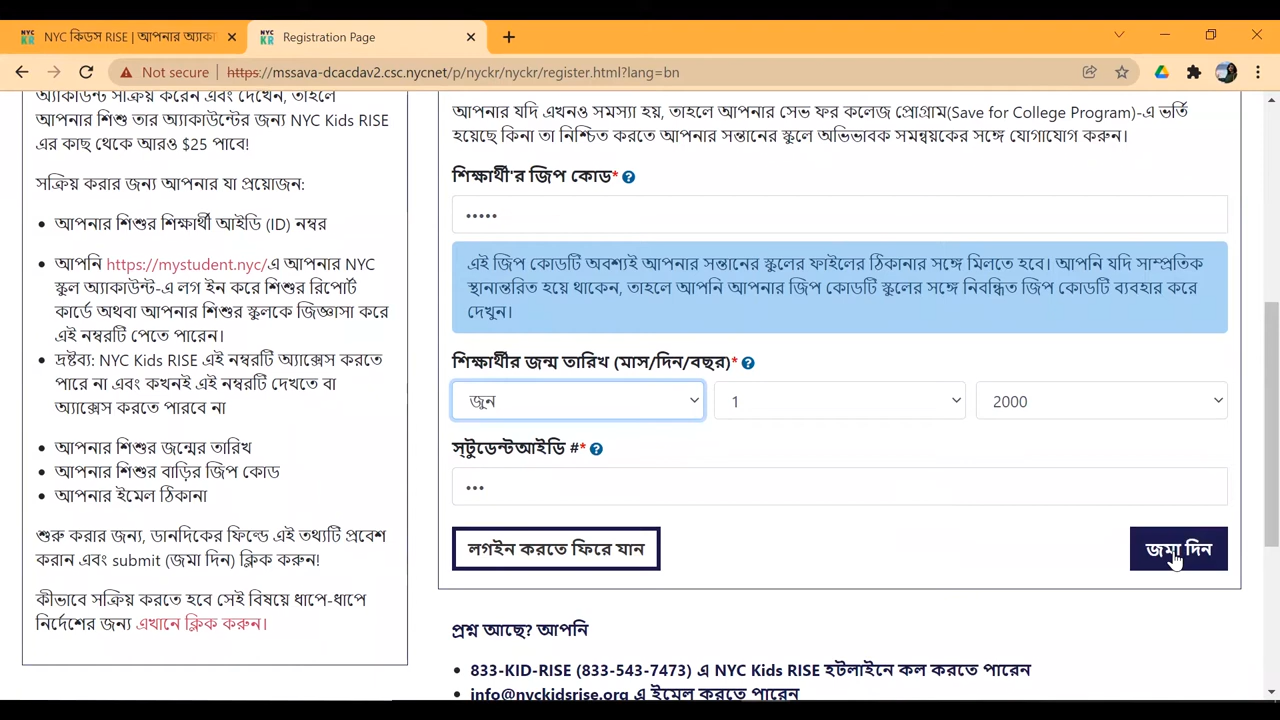 NYC কিডস RISE | আপনার অ্যাকা
Registration Page
Not secure
https://mssava-dcacdav2.csc.nycnet/p/nyckr/nyckr/register.html?lang=bn
অ্যাকাউন্ট সক্রিয় করেন এবং দেখেন, তাহলে
আপনার শিশু তার অ্যাকাউন্টের জন্য NYC Kids RISE
এর কাছ থেকে আরও $25 পাবে!
সক্রিয় করার জন্য আপনার যা প্রয়োজন:
• আপনার শিশুর শিক্ষার্থী আইডি (ID) নম্বর
• আপনি https://mystudent.nyc/এ আপনার NYC
স্কুল অ্যাকাউন্ট-এ লগ ইন করে শিশুর রিপোর্ট
কার্ডে অথবা আপনার শিশুর স্কুলকে জিজ্ঞাসা করে
এই নম্বরটি পেতে পারেন।
• দ্রষ্টব্য: NYC Kids RISE এই নম্বরটি অ্যাক্সেস করতে
পারে না এবং কখনই এই নম্বরটি দেখতে বা
অ্যাক্সেস করতে পারবে না
• আপনার শিশুর জন্মের তারিখ
• আপনার শিশুর বাড়ির জিপ কোড
• আপনার ইমেল ঠিকানা
শুরু করার জন্য, ডানদিকের ফিল্ডে এই তথ্যটি প্রবেশ
করান এবং submit (জমা দিন) ক্লিক করুন!
কীভাবে সক্রিয় করতে হবে সেই বিষয়ে ধাপে-ধাপে
নির্দেশের জন্য এখানে ক্লিক করুন।
আপনার যদি এখনও সমস্যা হয়, তাহলে আপনার সেভ ফর কলেজ প্রোগ্রাম(Save for College Program)-এ ভর্তি
হয়েছে কিনা তা নিশ্চিত করতে আপনার সন্তানের স্কুলে অভিভাবক সমন্বয়কের সঙ্গে যোগাযোগ করুন।
শিক্ষার্থী'র জিপ কোড* ?
•••••
এই জিপ কোডটি অবশ্যই আপনার সন্তানের স্কুলের ফাইলের ঠিকানার সঙ্গে মিলতে হবে। আপনি যদি সাম্প্রতিক
স্থানান্তরিত হয়ে থাকেন, তাহলে আপনি আপনার জিপ কোডটি স্কুলের সঙ্গে নিবন্ধিত জিপ কোডটি ব্যবহার করে
দেখুন।
শিক্ষার্থীর জন্ম তারিখ (মাস/দিন/বছর)* ?
জুন 1 2000
স্টুডেন্টআইডি #* ?
•••
লগইন করতে ফিরে যান
জমা দিন
প্রশ্ন আছে? আপনি
• 833-KID-RISE (833-543-7473) এ NYC Kids RISE হটলাইনে কল করতে পারেন
• info@nyckidsrise.org এ ইমেল করতে পারেন